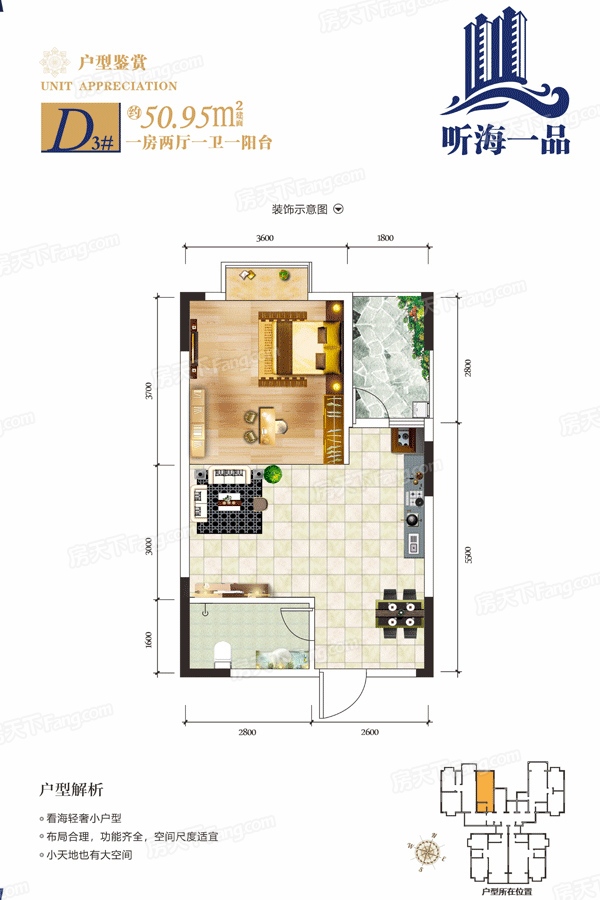 户型鉴赏
UNIT APPRECIATION
D3# 约50.95m²建面
一房两厅一卫一阳台
听海一品
装饰示意图
3600 1800
3700
3000
1600
2800
5500
2800 2600
户型解析
看海轻奢小户型
布局合理，功能齐全，空间尺度适宜
小天地也有大空间
户型所在位置
房天下Fang.com